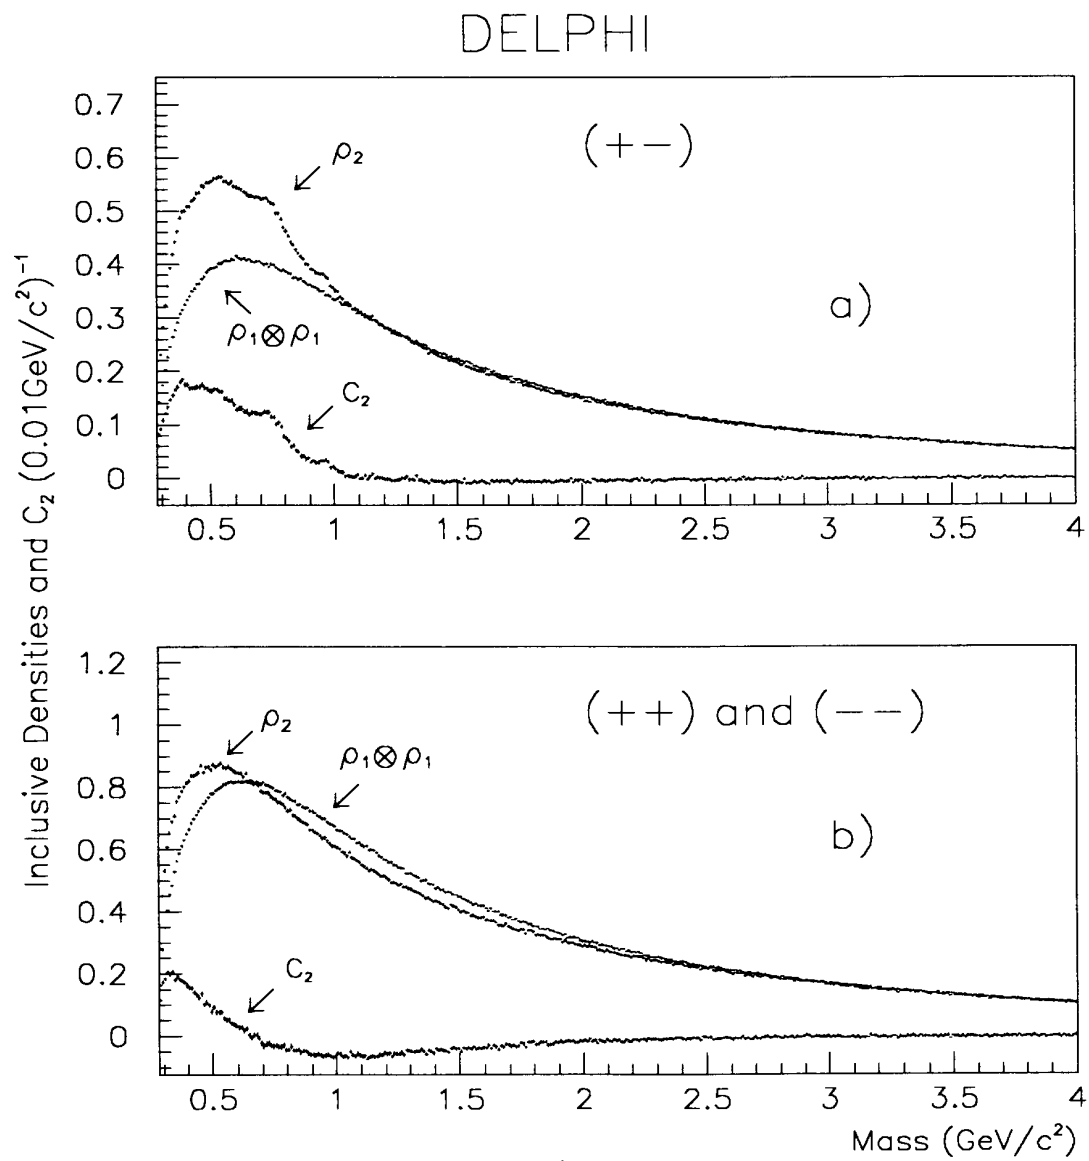 DELPHI
Inclusive Densities and C₂ (0.01GeV/c²)⁻¹
0.7
0.6
0.5
0.4
0.3
0.2
0.1
0
(+−)
ρ₂
ρ₁⊗ρ₁
C₂
a)
0.5 1 1.5 2 2.5 3 3.5 4
1.2
1
0.8
0.6
0.4
0.2
0
(++) and (−−)
ρ₂
ρ₁⊗ρ₁
C₂
b)
0.5 1 1.5 2 2.5 3 3.5 4
Mass (GeV/c²)